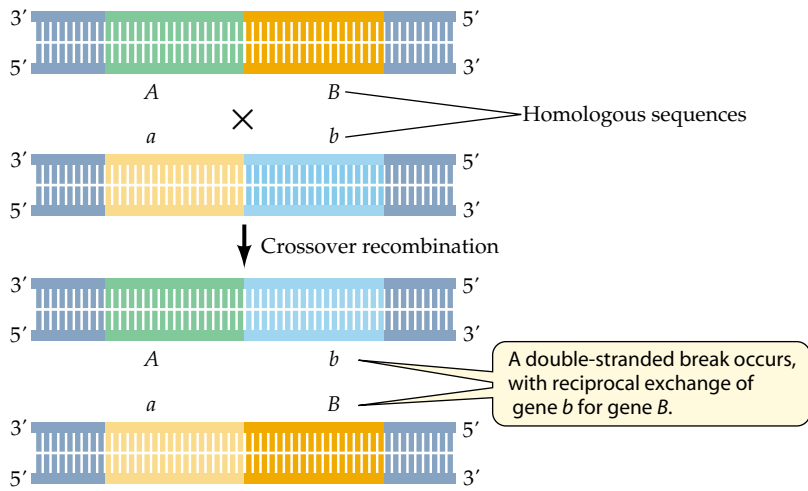 3′ 5′
5′ 3′
A B
Homologous sequences
a b
3′ 5′
5′ 3′
Crossover recombination
3′ 5′
5′ 3′
A b
A double-stranded break occurs,
with reciprocal exchange of
gene b for gene B.
a B
3′ 5′
5′ 3′